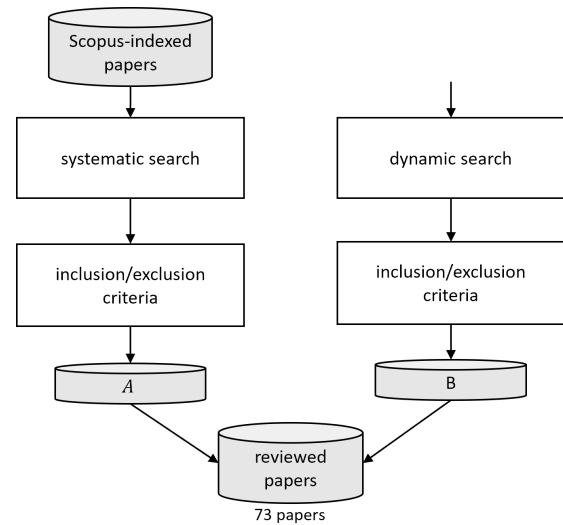 Scopus-indexed
papers
systematic search
dynamic search
inclusion/exclusion
criteria
inclusion/exclusion
criteria
A
B
reviewed
papers
73 papers